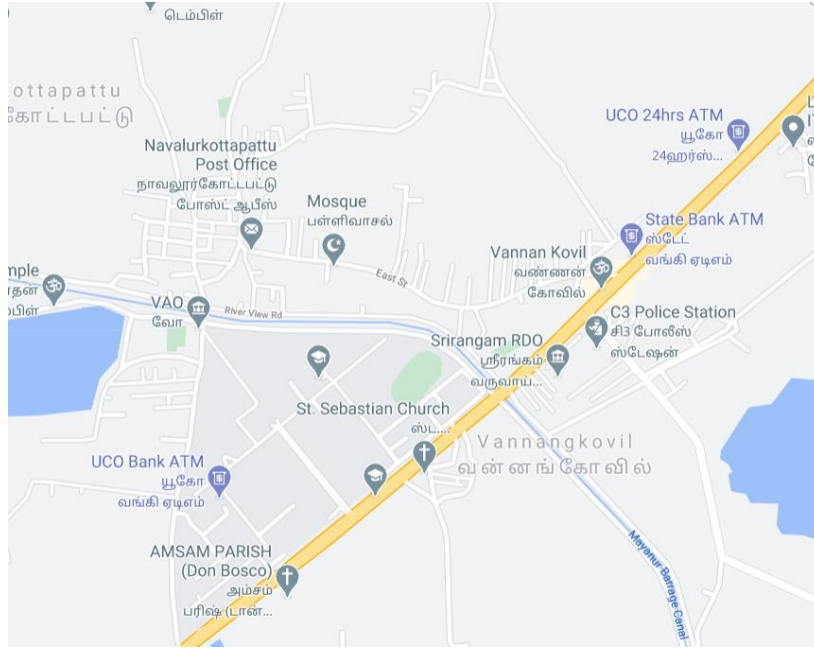 டெம்பிள்
ottapattu
கோட்டபட்டு
Navalurkottapattu
Post Office
நாவலூர்கோட்டபட்டு
போஸ்ட் ஆபீஸ்
Mosque
பள்ளிவாசல்
UCO 24hrs ATM
யூகோ
24ஹர்ஸ்...
State Bank ATM
ஸ்டேட்
வங்கி ஏடிஎம்
Vannan Kovil
வண்ணன்
கோவில்
East St
mple
VAO
வோ
River View Rd
C3 Police Station
சி3 போலீஸ்
ஸ்டேஷன்
Srirangam RDO
ஸ்ரீரங்கம்
வருவாய்...
St. Sebastian Church
ஸ்ட....
Vannangkovil
வன்னங்கோவில்
UCO Bank ATM
யூகோ
வங்கி ஏடிஎம்
Mayanur Barrage Canal
AMSAM PARISH
(Don Bosco)
அம்சம்
பரிஷ் (டான்...